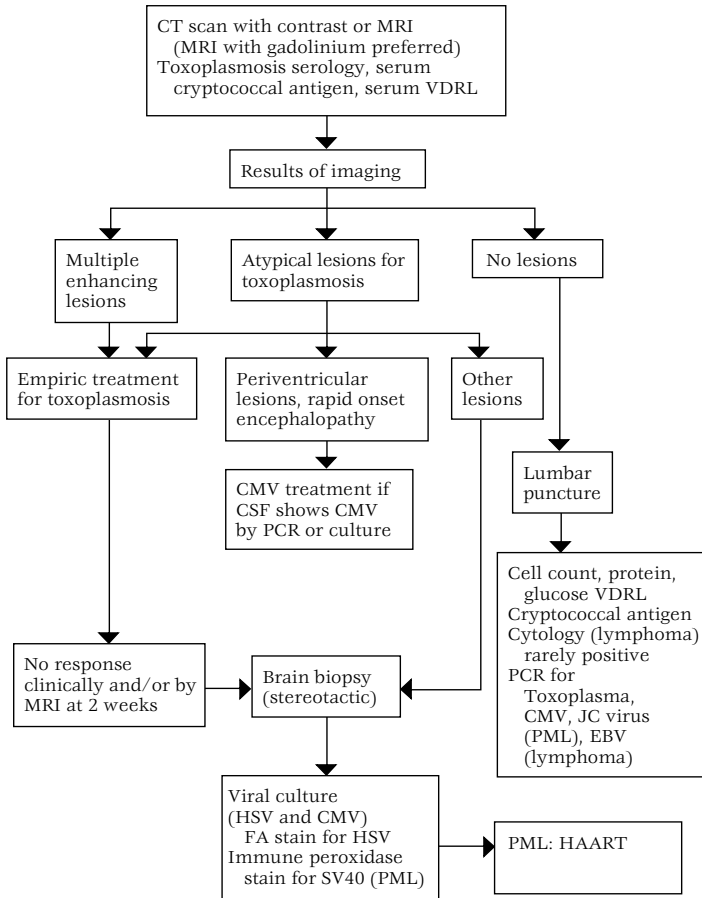 CT scan with contrast or MRI
(MRI with gadolinium preferred)
Toxoplasmosis serology, serum
cryptococcal antigen, serum VDRL
Results of imaging
Multiple
enhancing
lesions
Atypical lesions for
toxoplasmosis
No lesions
Empiric treatment
for toxoplasmosis
Periventricular
lesions, rapid onset
encephalopathy
Other
lesions
CMV treatment if
CSF shows CMV
by PCR or culture
Lumbar
puncture
Cell count, protein,
glucose VDRL
Cryptococcal antigen
Cytology (lymphoma)
rarely positive
PCR for
Toxoplasma,
CMV, JC virus
(PML), EBV
(lymphoma)
No response
clinically and/or by
MRI at 2 weeks
Brain biopsy
(stereotactic)
Viral culture
(HSV and CMV)
FA stain for HSV
Immune peroxidase
stain for SV40 (PML)
PML: HAART